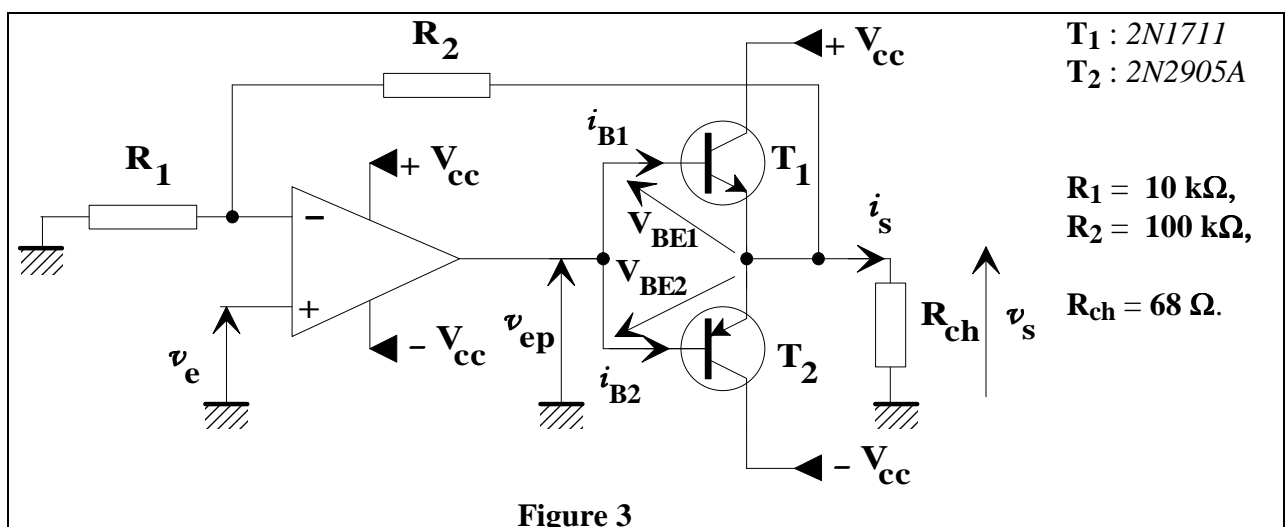 R2
+ Vcc
T1 : 2N1711
T2 : 2N2905A
iB1
R1
+ Vcc
T1
R1 = 10 kΩ,
R2 = 100 kΩ,
Rch = 68 Ω.
−
VBE1
is
VBE2
+
vep
Rch
vs
ve
− Vcc
T2
iB2
− Vcc
Figure 3